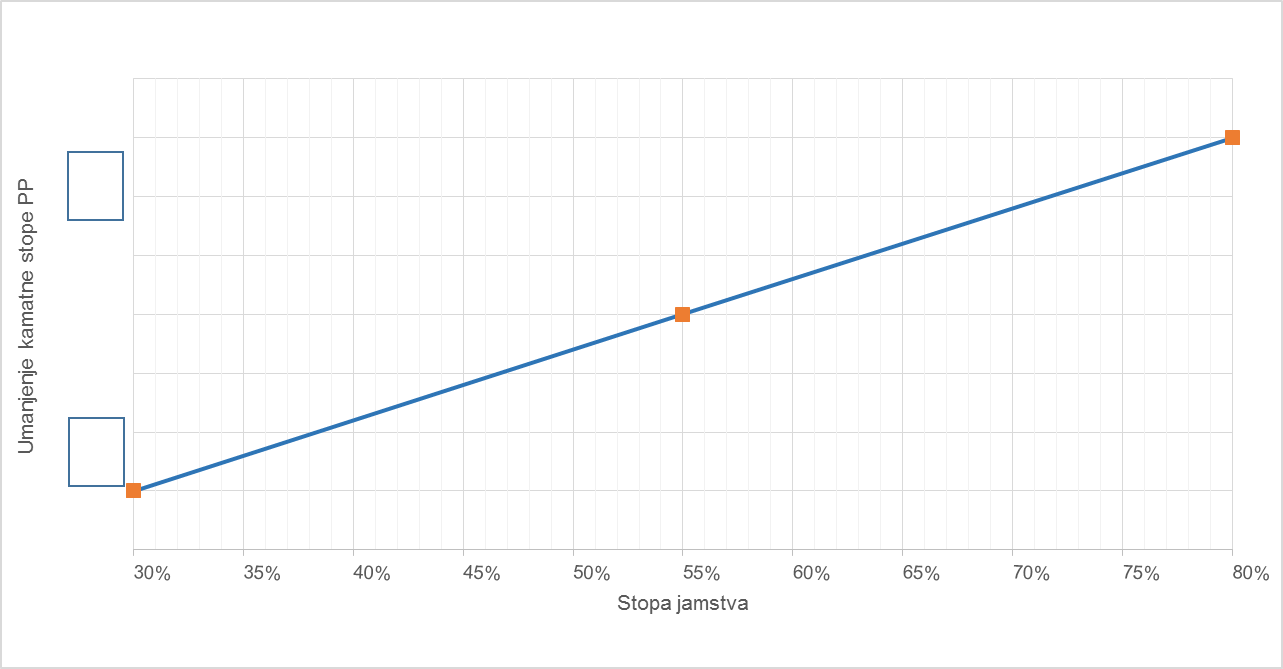 Umanjenje kamatne stope PP
30% 35% 40% 45% 50% 55% 60% 65% 70% 75% 80%
Stopa jamstva